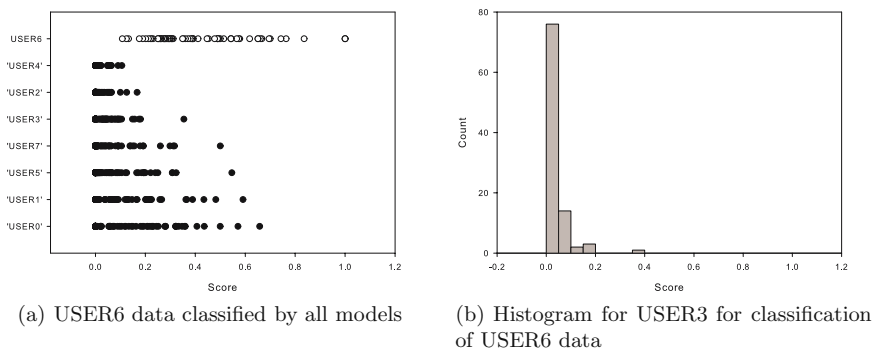 USER6
'USER4'
'USER2'
'USER3'
'USER7'
'USER5'
'USER1'
'USER0'
0.0 0.2 0.4 0.6 0.8 1.0 1.2
Score
(a) USER6 data classified by all models
80
60
40
20
0
Count
-0.2 0.0 0.2 0.4 0.6 0.8 1.0 1.2
Score
(b) Histogram for USER3 for classification
of USER6 data